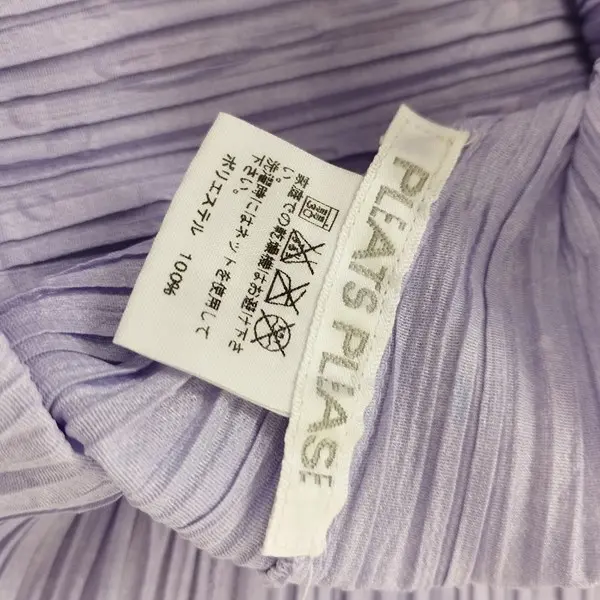 PLEATS PLEASE
家庭での乾燥機はお避け下さ
い。
洗濯時にはネットを使用して
下さい。
ポリエステル 100%